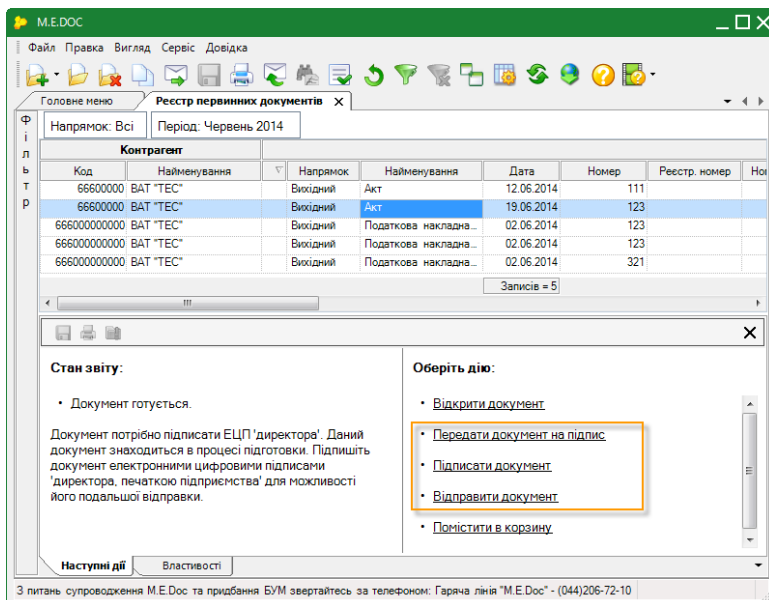 M.E.DOC
Файл Правка Вигляд Сервіс Довідка
Головне меню Реєстр первинних документів
Фільтр
Напрямок: Всі Період: Червень 2014
Контрагент
Код Найменування Напрямок Найменування Дата Номер Реєстр. номер Но
66600000 ВАТ "ТЕС" Вихідний Акт 12.06.2014 111
66600000 ВАТ "ТЕС" Вихідний Акт 19.06.2014 123
666000000000 ВАТ "ТЕС" Вихідний Податкова накладна... 02.06.2014 123
666000000000 ВАТ "ТЕС" Вихідний Податкова накладна... 02.06.2014 123
666000000000 ВАТ "ТЕС" Вихідний Податкова накладна... 02.06.2014 321
Записів = 5
Стан звіту:
• Документ готується.
Документ потрібно підписати ЕЦП 'директора'. Даний
документ знаходиться в процесі підготовки. Підпишіть
документ електронними цифровими підписами
'директора, печаткою підприємства' для можливості
його подальшої відправки.
Оберіть дію:
• Відкрити документ
• Передати документ на підпис
• Підписати документ
• Відправити документ
• Помістити в корзину
Наступні дії Властивості
З питань супроводження M.E.Doc та придбання БУМ звертайтесь за телефоном: Гаряча лінія "M.E.Doc" - (044)206-72-10